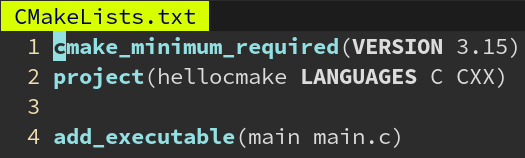 CMakeLists.txt
1 cmake_minimum_required(VERSION 3.15)
2 project(hellocmake LANGUAGES C CXX)
3
4 add_executable(main main.c)